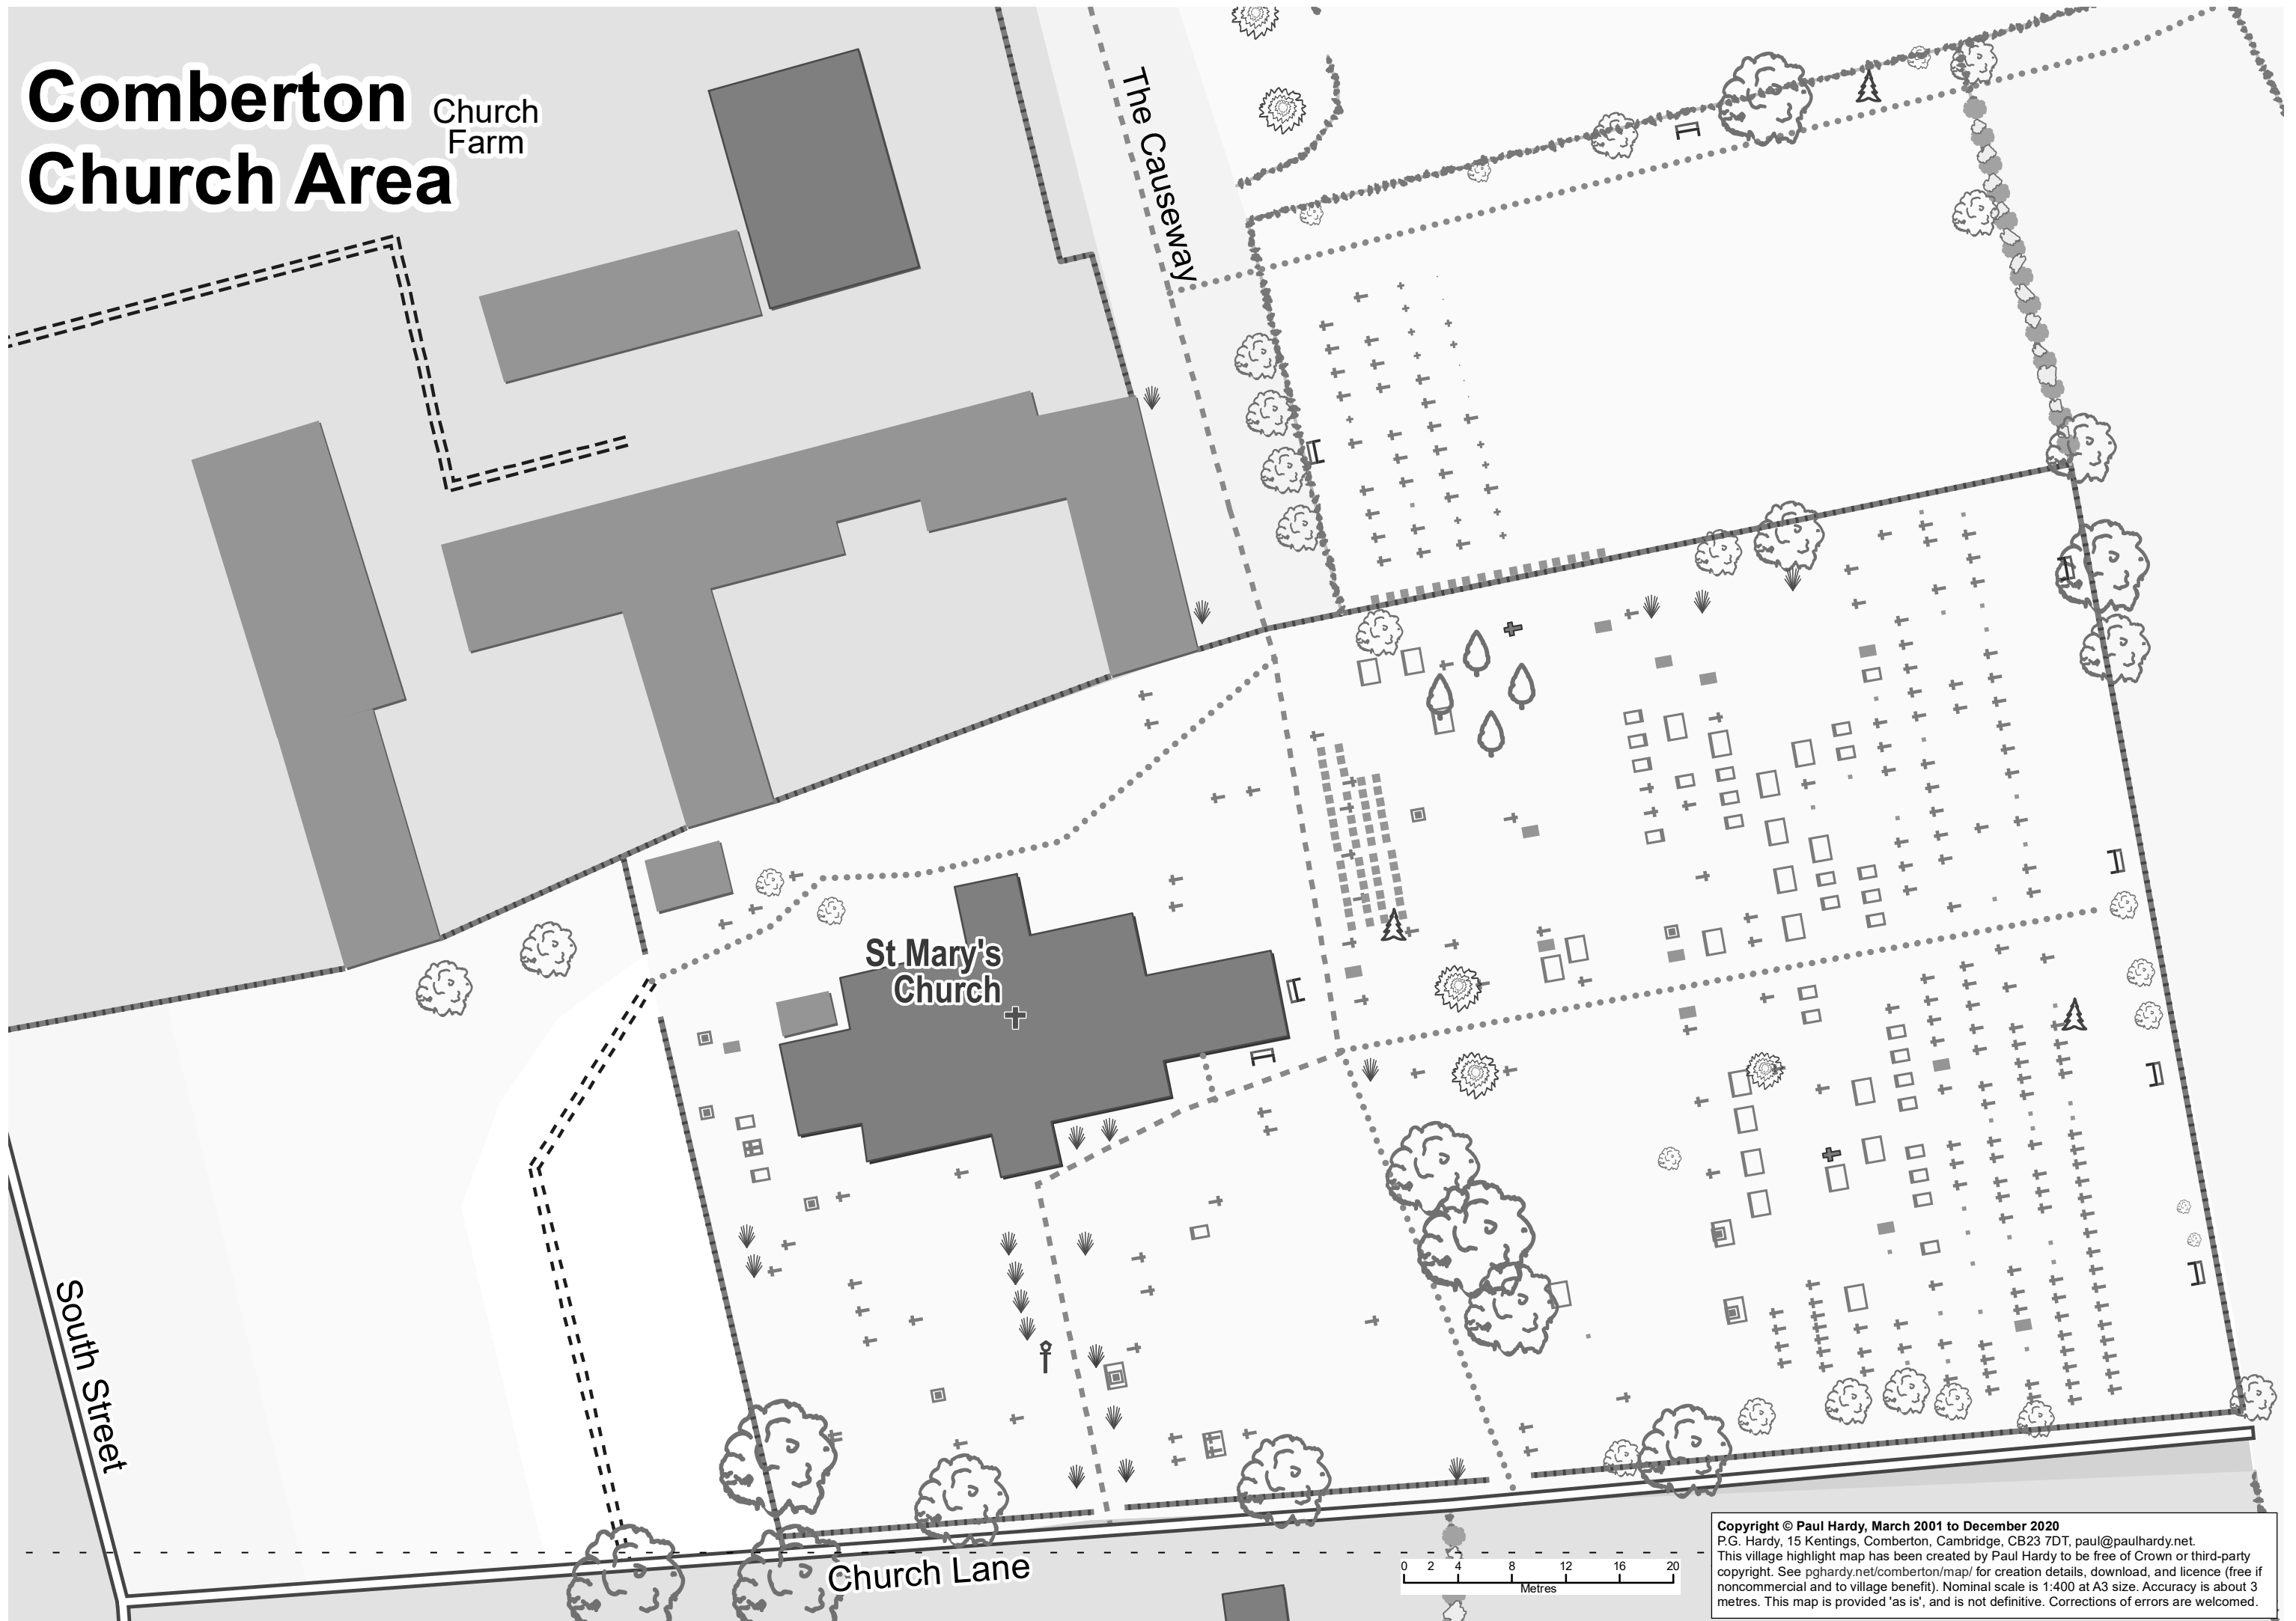 Comberton
Church Area
Church
Farm
The Causeway
St Mary's
Church
South Street
Church Lane
0 2 4 8 12 16 20
Metres
Copyright © Paul Hardy, March 2001 to December 2020
P.G. Hardy, 15 Kentings, Comberton, Cambridge, CB23 7DT, paul@paulhardy.net.
This village highlight map has been created by Paul Hardy to be free of Crown or third-party
copyright. See pghardy.net/comberton/map/ for creation details, download, and licence (free if
noncommercial and to village benefit). Nominal scale is 1:400 at A3 size. Accuracy is about 3
metres. This map is provided 'as is', and is not definitive. Corrections of errors are welcomed.